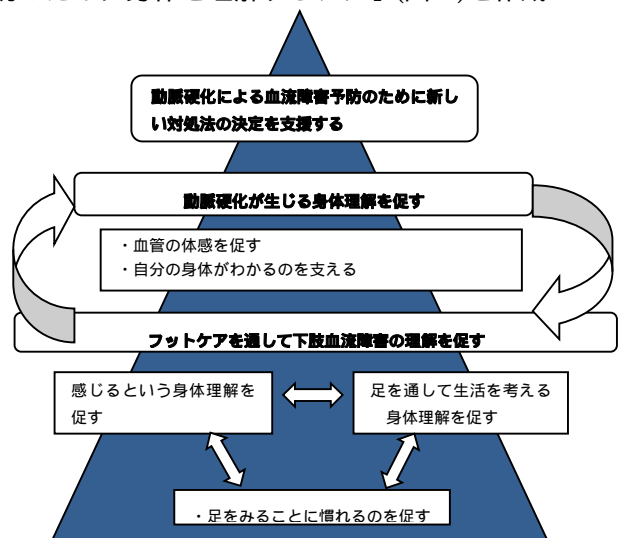 動脈硬化による血流障害予防のために新し
い対処法の決定を支援する
動脈硬化が生じる身体理解を促す
・血管の体感を促す
・自分の身体がわかるのを支える
フットケアを通して下肢血流障害の理解を促す
感じるという身体理解を
促す
足を通して生活を考える
身体理解を促す
・足をみることに慣れるのを促す